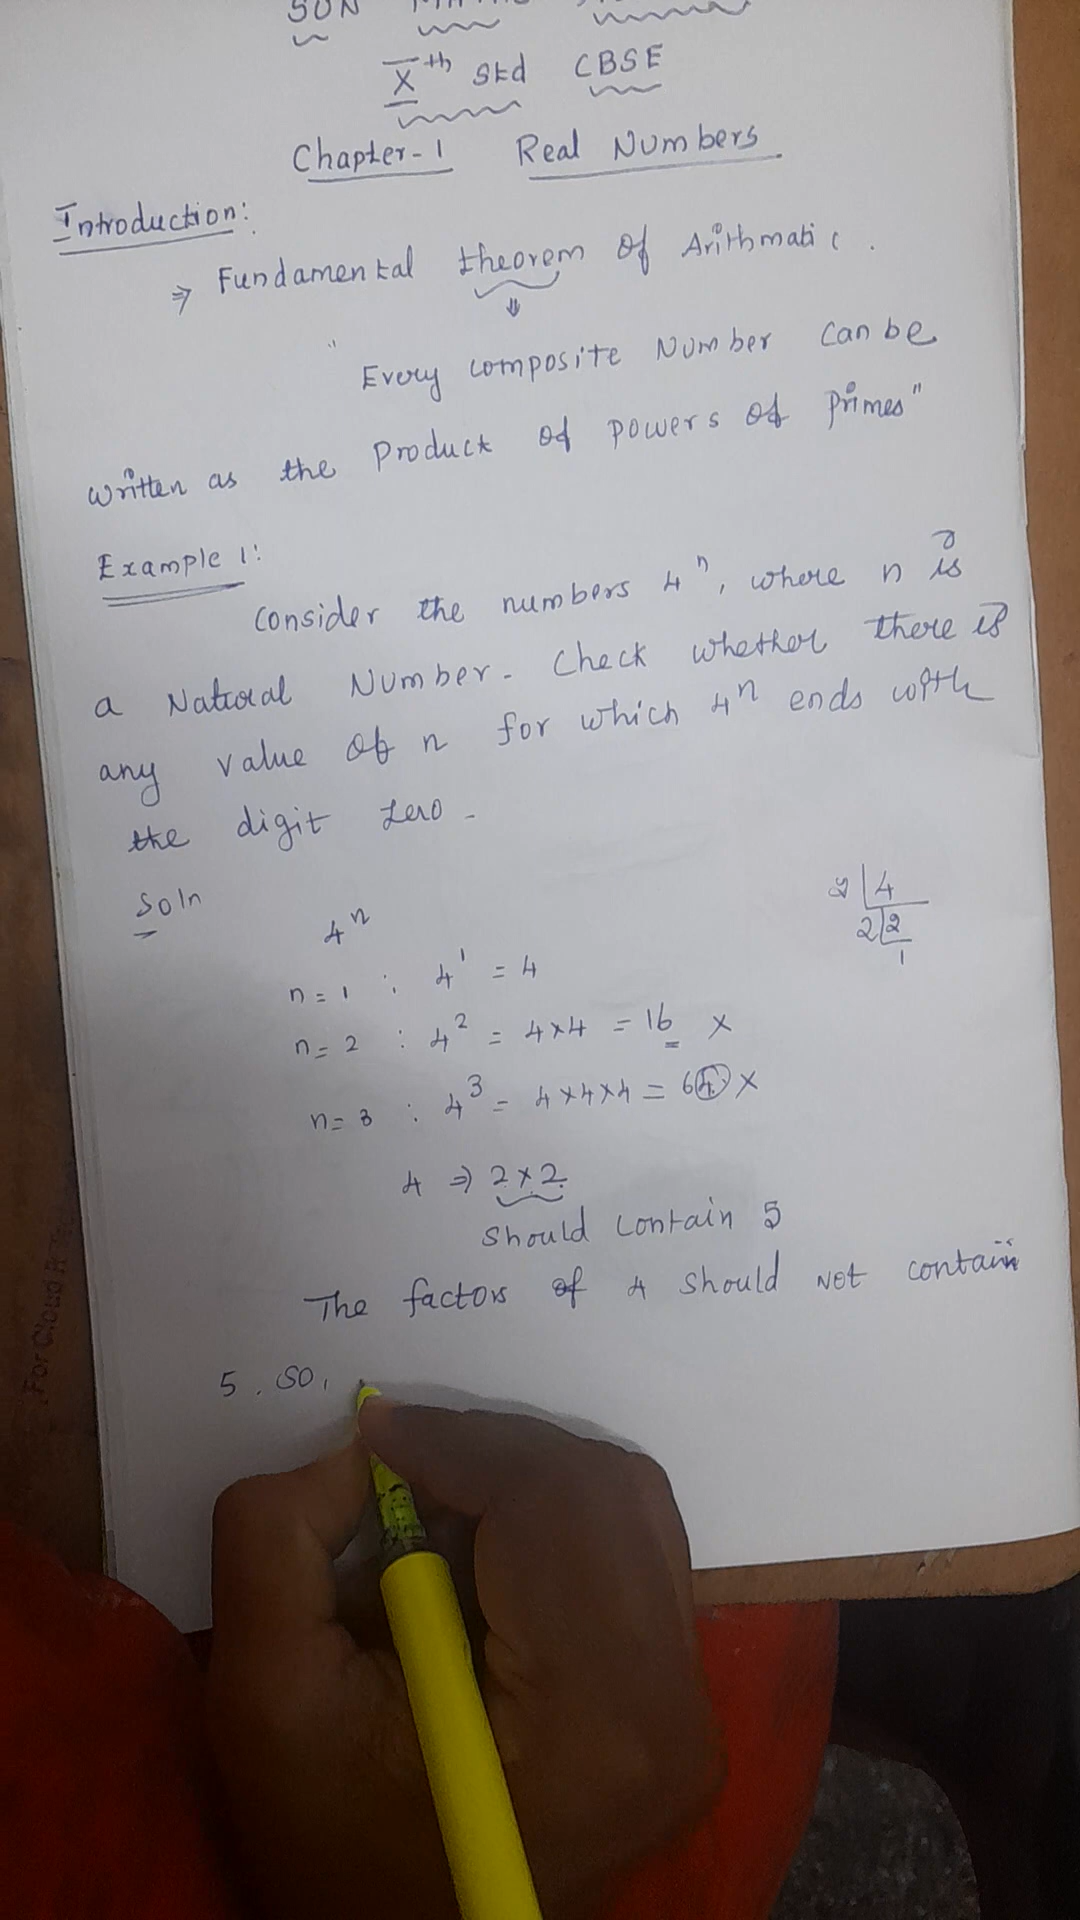 SUN
Xth Std CBSE
Chapter-1 Real Numbers
Introduction:
⇒ Fundamental theorem of Arithmatic.
⇓
"Every composite Number can be
written as the Product of powers of Primes"
Example 1:
Consider the numbers 4ⁿ, where n is
a Natural Number. Check whether there is
any value of n for which 4ⁿ ends with
the digit zero.
Soln
4ⁿ
2 4
2 2
1
n=1 : 4¹ = 4
n=2 : 4² = 4×4 = 16 ×
n=3 : 4³ = 4×4×4 = 64 ×
4 ⇒ 2×2
Should contain 5
The factors of 4 should not contain
5. So,